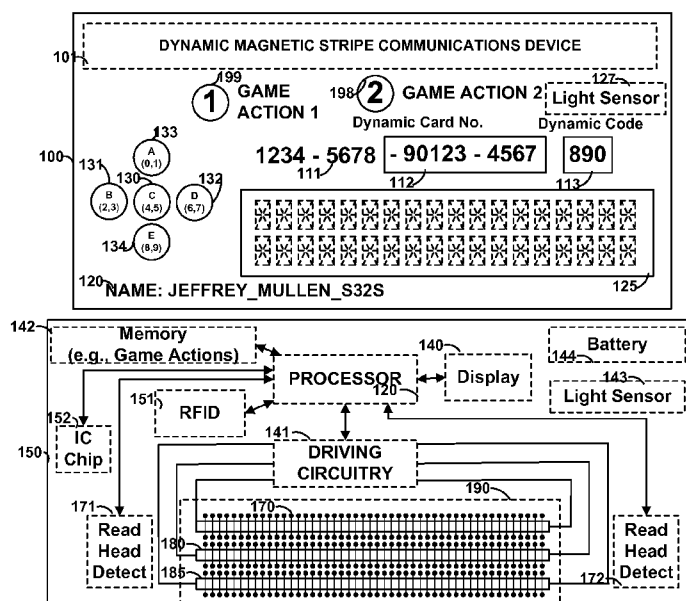 101
DYNAMIC MAGNETIC STRIPE COMMUNICATIONS DEVICE
199
1 GAME
ACTION 1
198
2 GAME ACTION 2
127
Light Sensor
Dynamic Card No.
Dynamic Code
100
133
A
(0,1)
131
B
(2,3)
130
C
(4,5)
132
D
(6,7)
134
E
(8,9)
1234 - 5678 - 90123 - 4567
890
111
112
113
125
120
NAME: JEFFREY_MULLEN_S32S
142
Memory
(e.g., Game Actions)
PROCESSOR
120
140
Display
Battery
144
143
Light Sensor
151
RFID
152
IC
Chip
150
141
DRIVING
CIRCUITRY
190
171
Read
Head
Detect
170
180
185
Read
Head
Detect
172